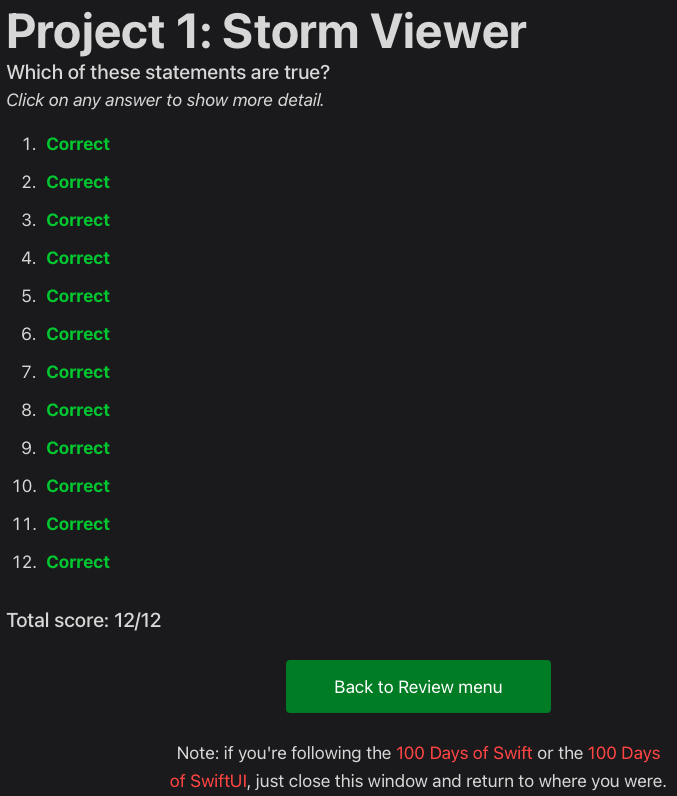 Project 1: Storm Viewer
Which of these statements are true?
Click on any answer to show more detail.
1. Correct
2. Correct
3. Correct
4. Correct
5. Correct
6. Correct
7. Correct
8. Correct
9. Correct
10. Correct
11. Correct
12. Correct
Total score: 12/12
Back to Review menu
Note: if you're following the 100 Days of Swift or the 100 Days
of SwiftUI, just close this window and return to where you were.